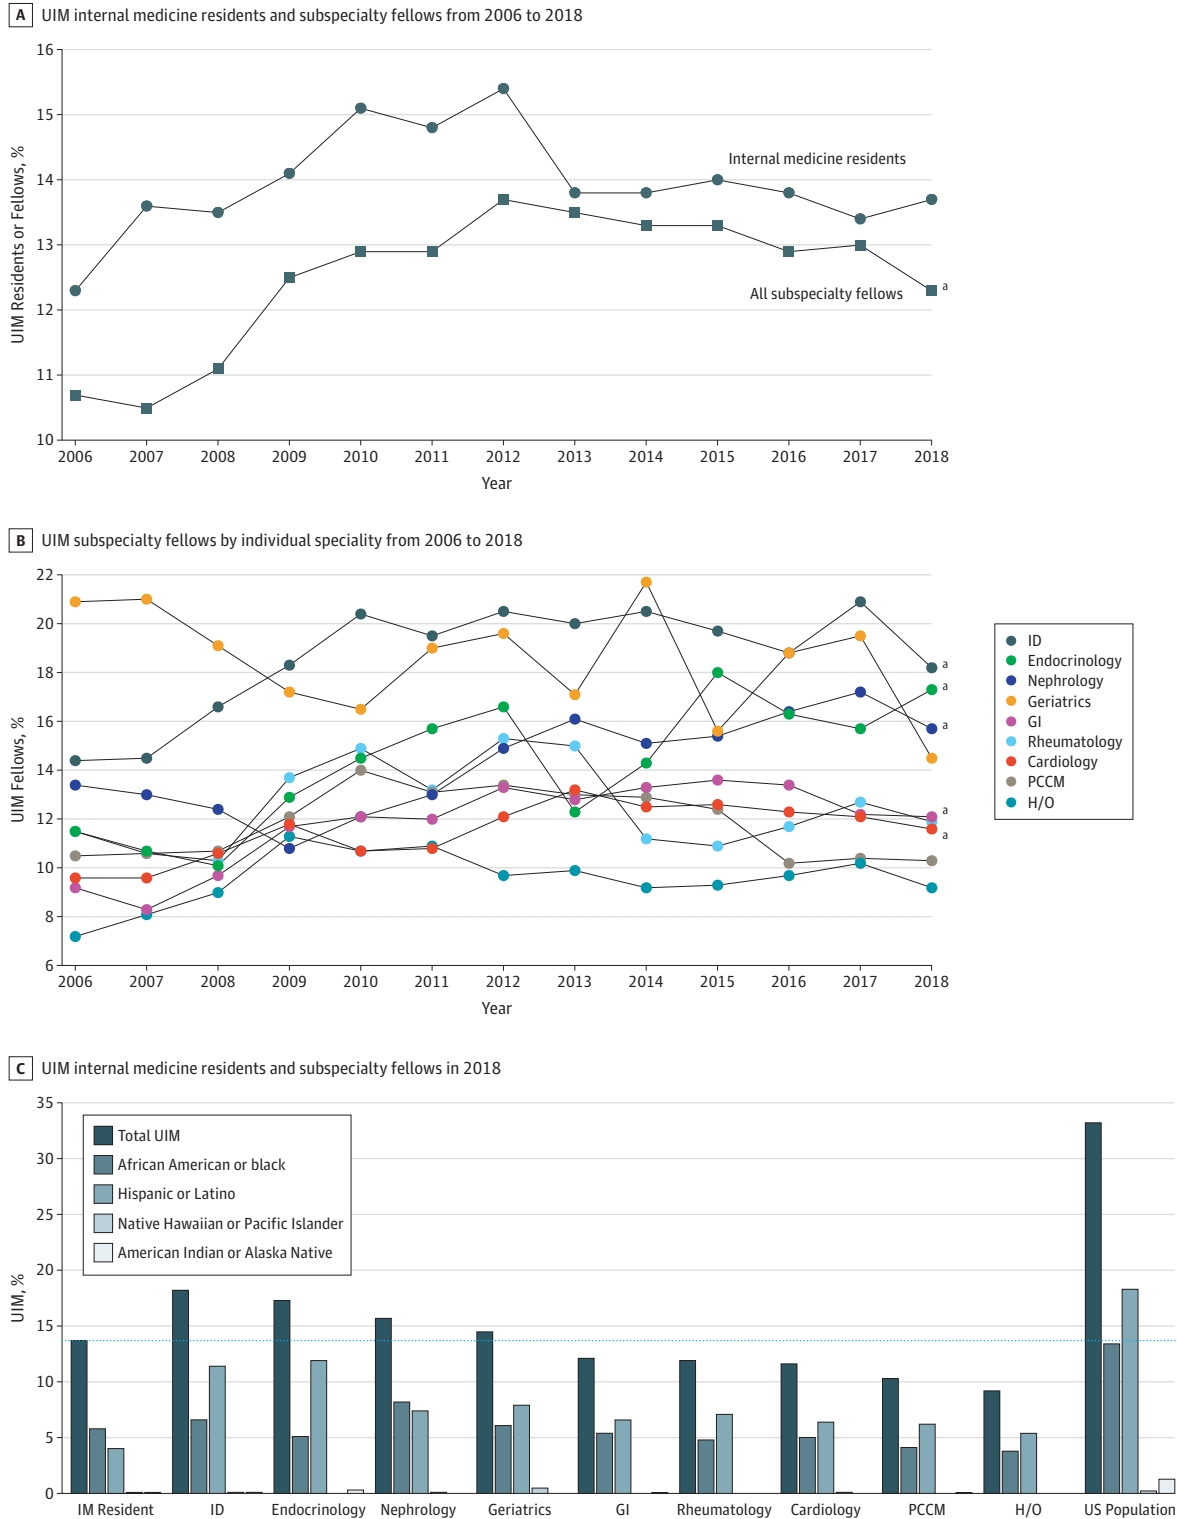 A UIM internal medicine residents and subspecialty fellows from 2006 to 2018
16
15
14
13
12
11
10
UIM Residents or Fellows, %
Internal medicine residents
All subspecialty fellows
a
2006 2007 2008 2009 2010 2011 2012 2013 2014 2015 2016 2017 2018
Year
B UIM subspecialty fellows by individual speciality from 2006 to 2018
22
20
18
16
14
12
10
8
6
UIM Fellows, %
a
a
a
a
a
2006 2007 2008 2009 2010 2011 2012 2013 2014 2015 2016 2017 2018
Year
ID
Endocrinology
Nephrology
Geriatrics
GI
Rheumatology
Cardiology
PCCM
H/O
C UIM internal medicine residents and subspecialty fellows in 2018
35
30
25
20
15
10
5
0
UIM, %
Total UIM
African American or black
Hispanic or Latino
Native Hawaiian or Pacific Islander
American Indian or Alaska Native
IM Resident ID Endocrinology Nephrology Geriatrics GI Rheumatology Cardiology PCCM H/O US Population